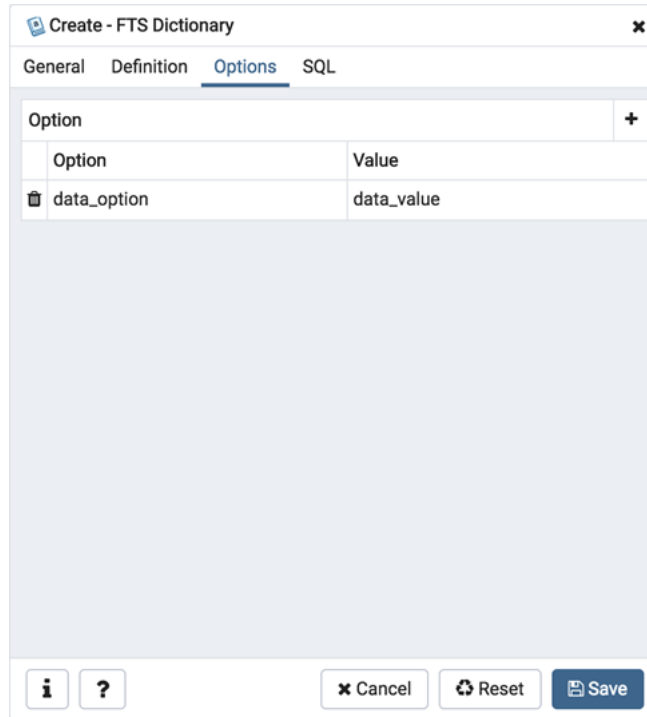 Create - FTS Dictionary
General Definition Options SQL
Option
Option Value
data_option data_value
i ? Cancel Reset Save